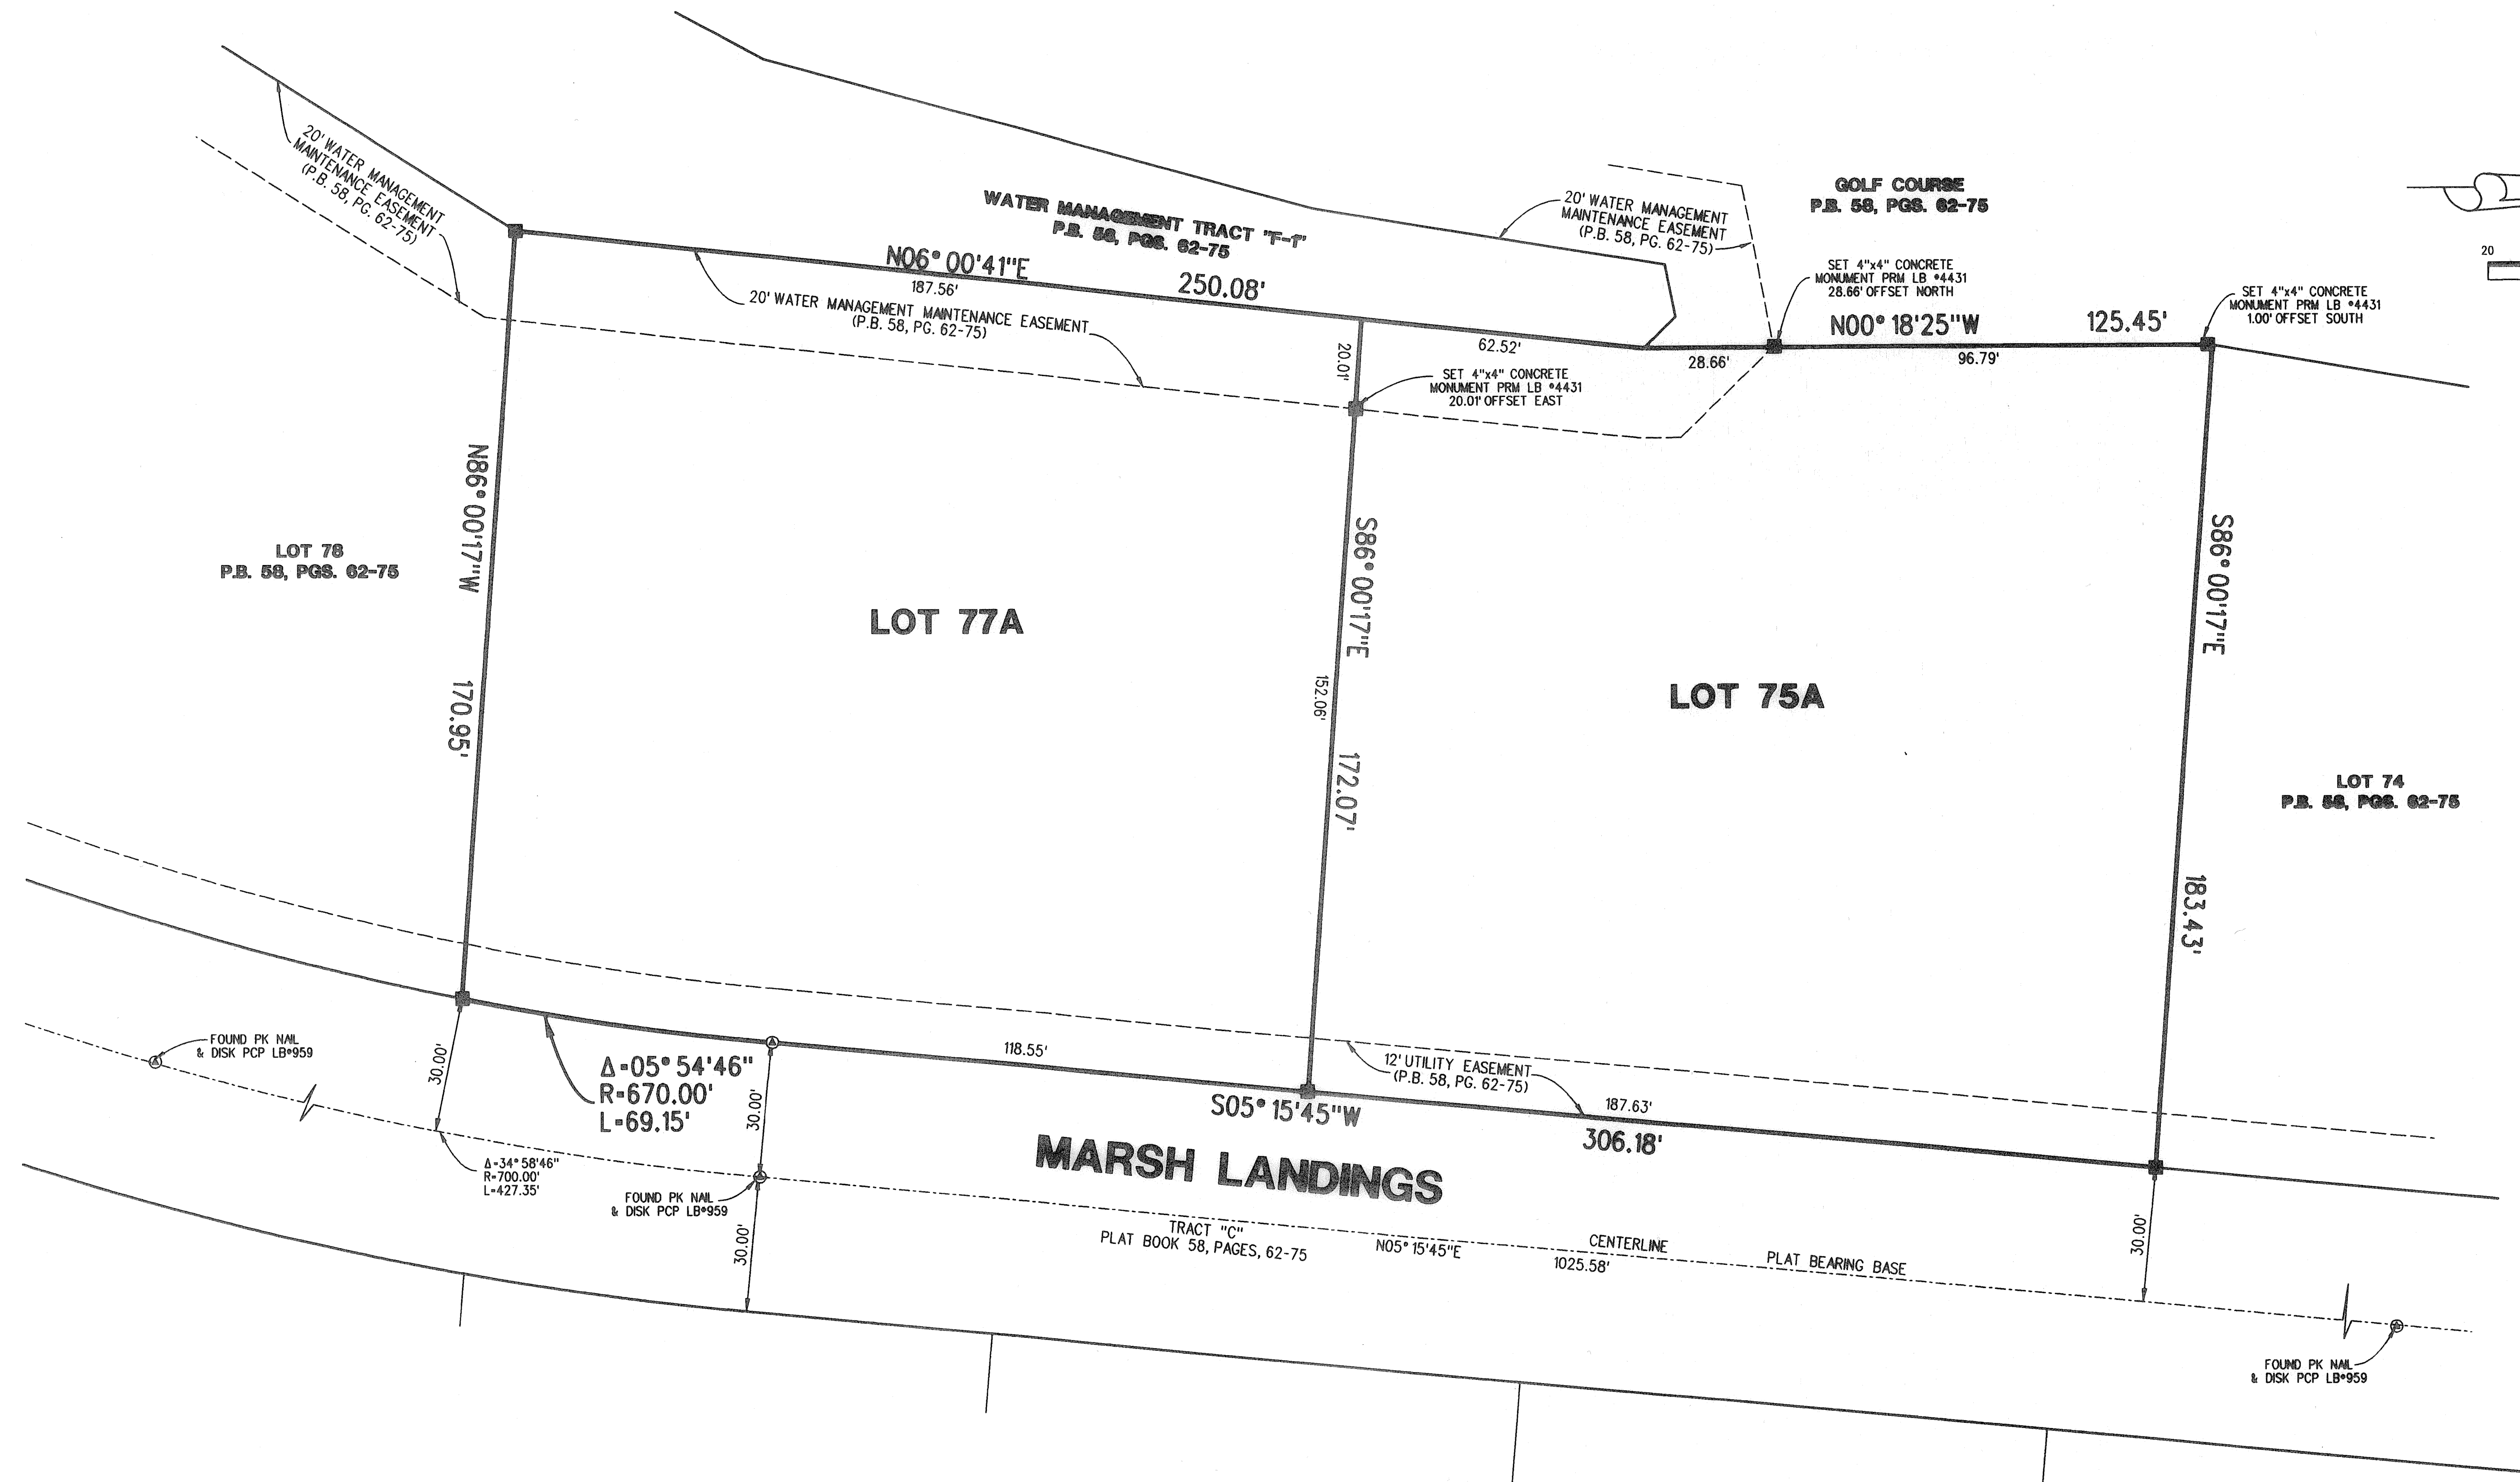 20' WATER MANAGEMENT
MAINTENANCE EASEMENT
(P.B. 58, PG. 62-75)
WATER MANAGEMENT TRACT "F-1"
P.B. 58, PGS. 62-75
20' WATER MANAGEMENT
MAINTENANCE EASEMENT
(P.B. 58, PG. 62-75)
GOLF COURSE
P.B. 58, PGS. 62-75
20
SET 4"x4" CONCRETE
MONUMENT PRM LB #4431
28.66' OFFSET NORTH
SET 4"x4" CONCRETE
MONUMENT PRM LB #4431
1.00' OFFSET SOUTH
N06°00'41"E
187.56'
250.08'
20' WATER MANAGEMENT MAINTENANCE EASEMENT
(P.B. 58, PG. 62-75)
N00°18'25"W
125.45'
62.52'
28.66'
96.79'
20.01'
SET 4"x4" CONCRETE
MONUMENT PRM LB #4431
20.01' OFFSET EAST
N86°00'17"W
170.95'
S86°00'17"E
152.06'
172.07'
S86°00'17"E
183.43'
LOT 78
P.B. 58, PGS. 62-75
LOT 77A
LOT 75A
LOT 74
P.B. 58, PGS. 62-75
FOUND PK NAIL
& DISK PCP LB#959
30.00'
Δ=05°54'46"
R=670.00'
L=69.15'
30.00'
118.55'
12' UTILITY EASEMENT
(P.B. 58, PG. 62-75)
S05°15'45"W
187.63'
306.18'
MARSH LANDINGS
Δ=34°58'46"
R=700.00'
L=427.35'
FOUND PK NAIL
& DISK PCP LB#959
30.00'
TRACT "C"
PLAT BOOK 58, PAGES, 62-75
N05°15'45"E
CENTERLINE
1025.58'
PLAT BEARING BASE
30.00'
FOUND PK NAIL
& DISK PCP LB#959